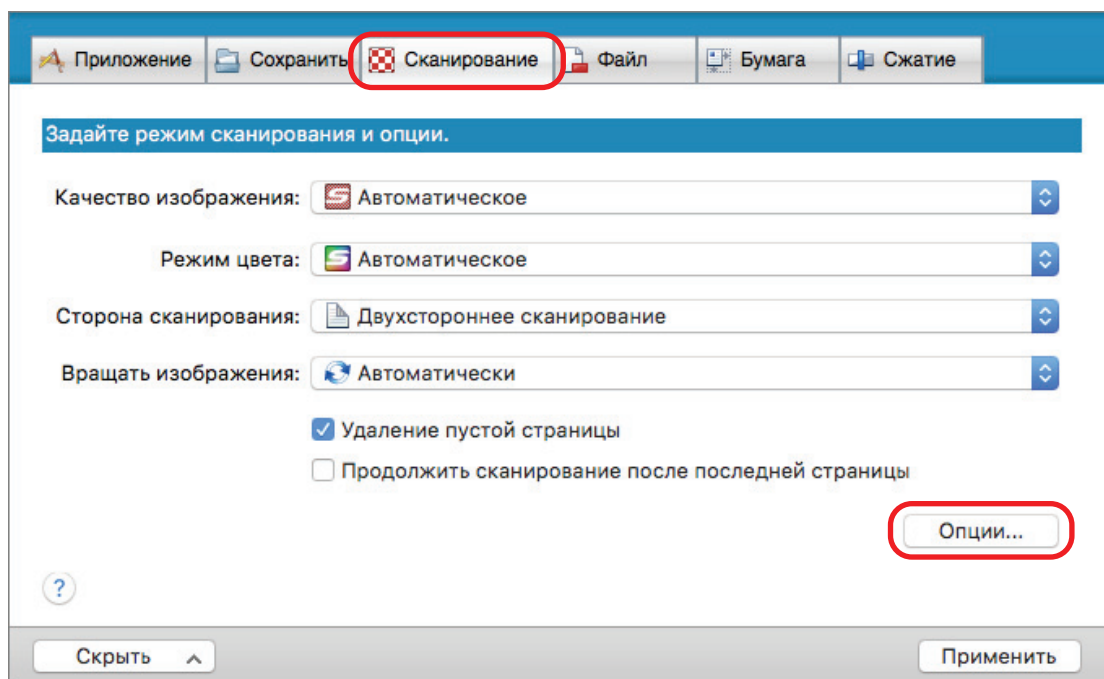 Приложение Сохранить Сканирование Файл Бумага Сжатие
Задайте режим сканирования и опции.
Качество изображения: Автоматическое
Режим цвета: Автоматическое
Сторона сканирования: Двухстороннее сканирование
Вращать изображения: Автоматически
Удаление пустой страницы
Продолжить сканирование после последней страницы
Опции...
?
Скрыть Применить